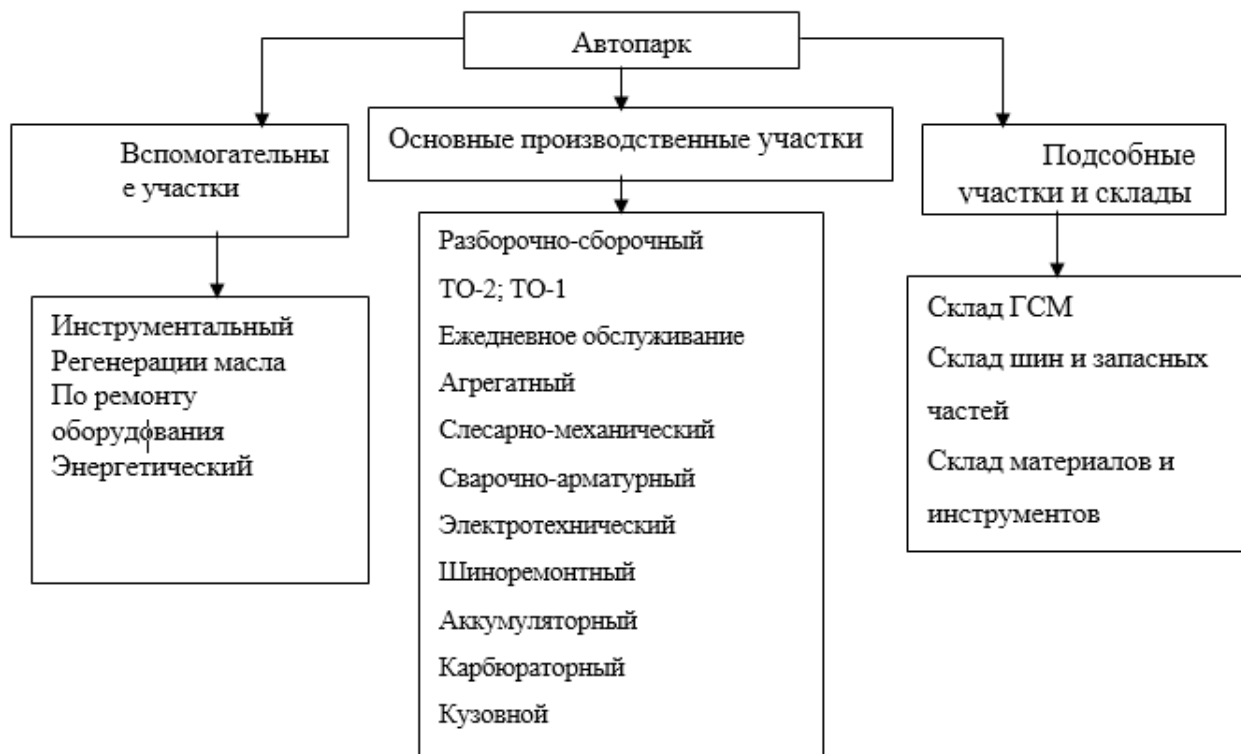 Автопарк
Вспомогательны
е участки
Основные производственные участки
Подсобные
участки и склады
Инструментальный
Регенерации масла
По ремонту
оборудования
Энергетический
Разборочно-сборочный
ТО-2; ТО-1
Ежедневное обслуживание
Агрегатный
Слесарно-механический
Сварочно-арматурный
Электротехнический
Шиноремонтный
Аккумуляторный
Карбюраторный
Кузовной
Склад ГСМ
Склад шин и запасных
частей
Склад материалов и
инструментов